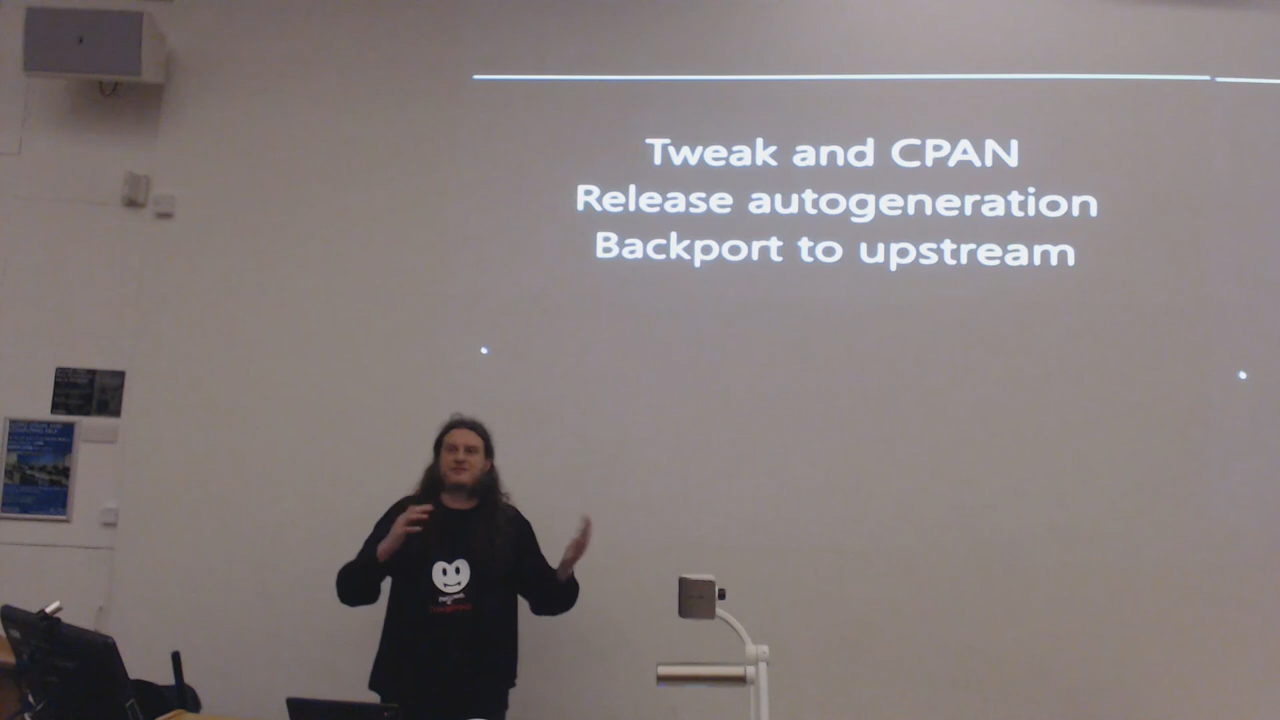 Tweak and CPAN
Release autogeneration
Backport to upstream